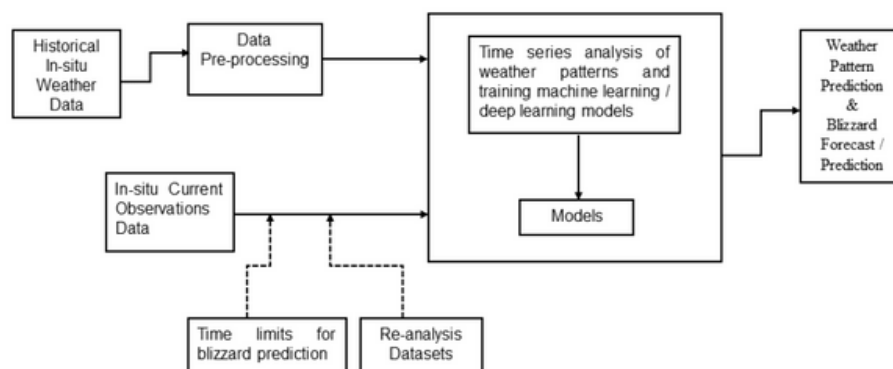 Historical
In-situ
Weather
Data
Data
Pre-processing
Time series analysis of
weather patterns and
training machine learning /
deep learning models
Models
Weather
Pattern
Prediction
&
Blizzard
Forecast /
Prediction
In-situ Current
Observations
Data
Time limits for
blizzard prediction
Re-analysis
Datasets